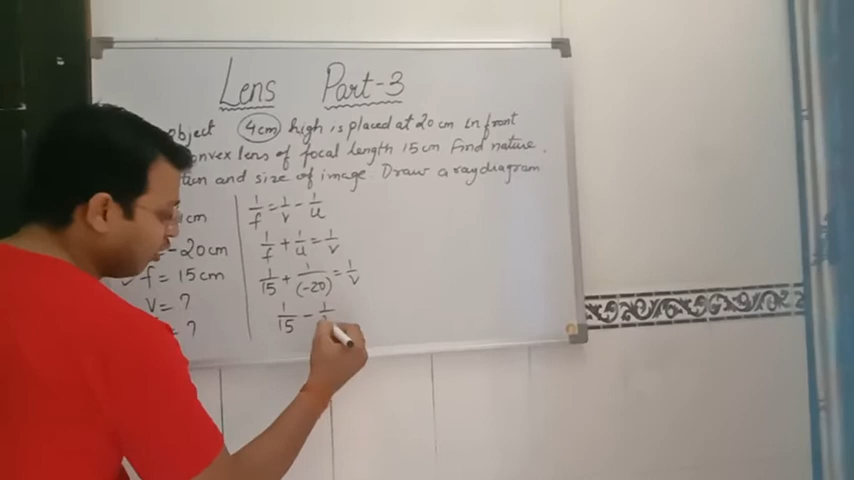 Lens Part-3
object 4cm high is placed at 20 cm in front
convex lens of focal length 15 cm Find nature.
and size of image. Draw a ray diagram
cm
-20cm
f = 15cm
v = ?
= ?
1/f = 1/v - 1/u
1/f + 1/u = 1/v
1/15 + 1/(-20) = 1/v
1/15 - 1